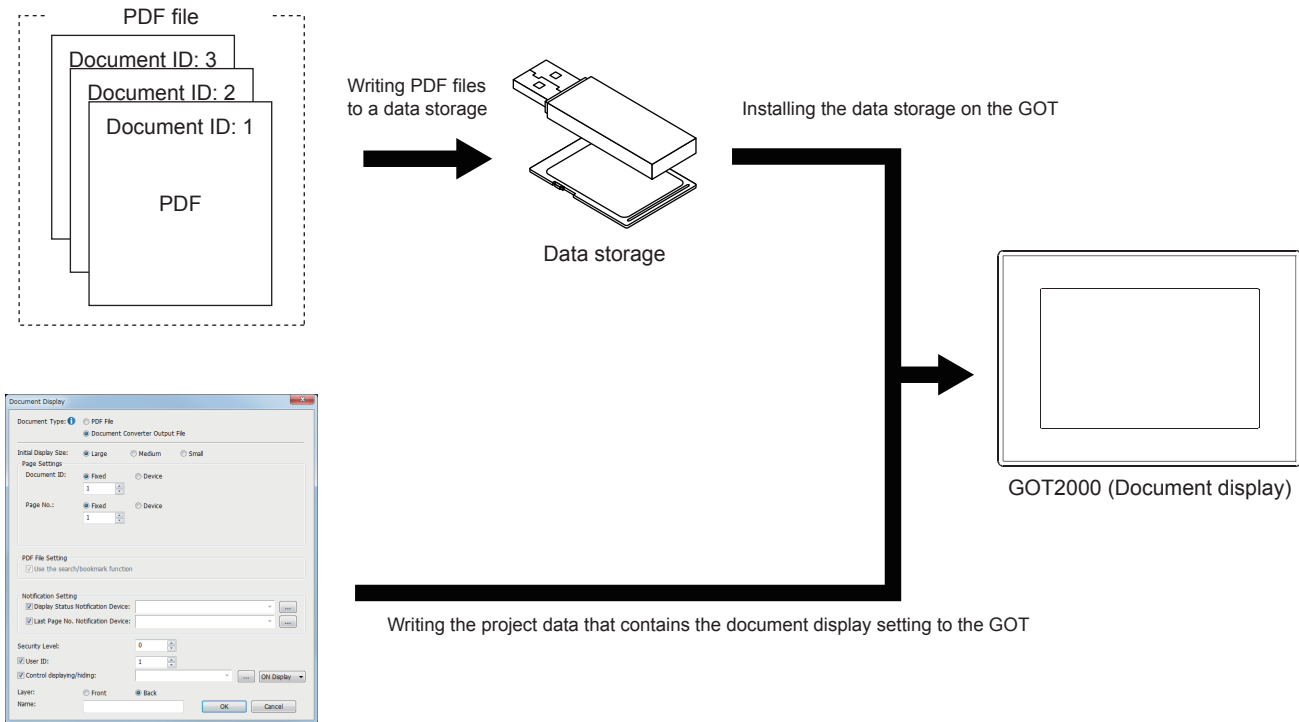 PDF file
Document ID: 3
Document ID: 2
Document ID: 1
PDF
Writing PDF files
to a data storage
Data storage
Installing the data storage on the GOT
GOT2000 (Document display)
Document Display
Document Type: PDF File
Document Converter Output File
Initial Display Size: Large Medium Small
Page Settings
Document ID: Fixed Device
1
Page No.: Fixed Device
1
PDF File Setting
Use the search/bookmark function
Notification Setting
Display Status Notification Device: ...
Last Page No. Notification Device: ...
Security Level: 0
User ID: 1
Control displaying/hiding: ... ON Display
Layer: Front Back
Name:
OK Cancel
Writing the project data that contains the document display setting to the GOT